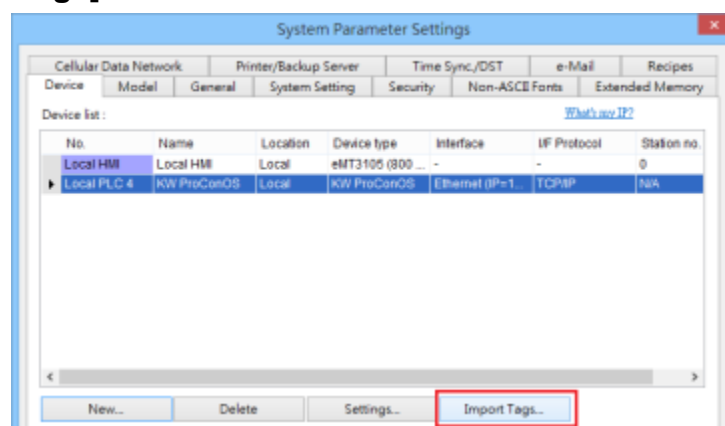 System Parameter Settings
Cellular Data Network Printer/Backup Server Time Sync./DST e-Mail Recipes
Device Model General System Setting Security Non-ASCII Fonts Extended Memory
Device list : What's my IP?
No. Name Location Device type Interface I/F Protocol Station no.
Local HMI Local HMI Local eMT3105 (800 ... - - 0
Local PLC 4 KW ProConOS Local KW ProConOS Ethernet (IP=1... TCP/IP N/A
New... Delete Settings... Import Tags...